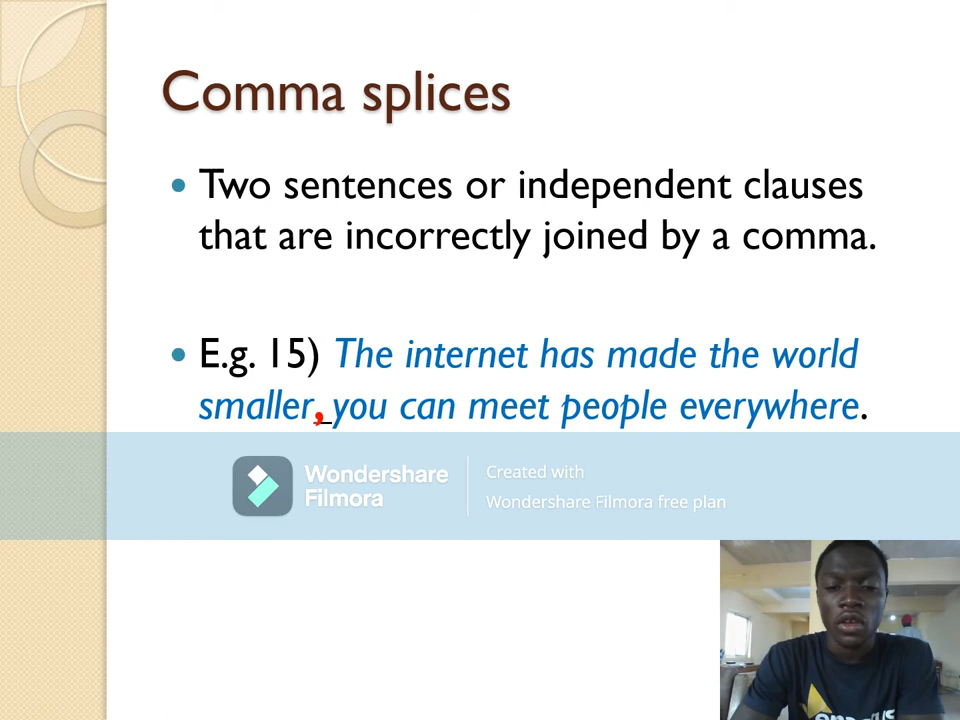 Comma splices
Two sentences or independent clauses
that are incorrectly joined by a comma.
E.g. 15) The internet has made the world
smaller, you can meet people everywhere.
Wondershare
Filmora
Created with
Wondershare Filmora free plan